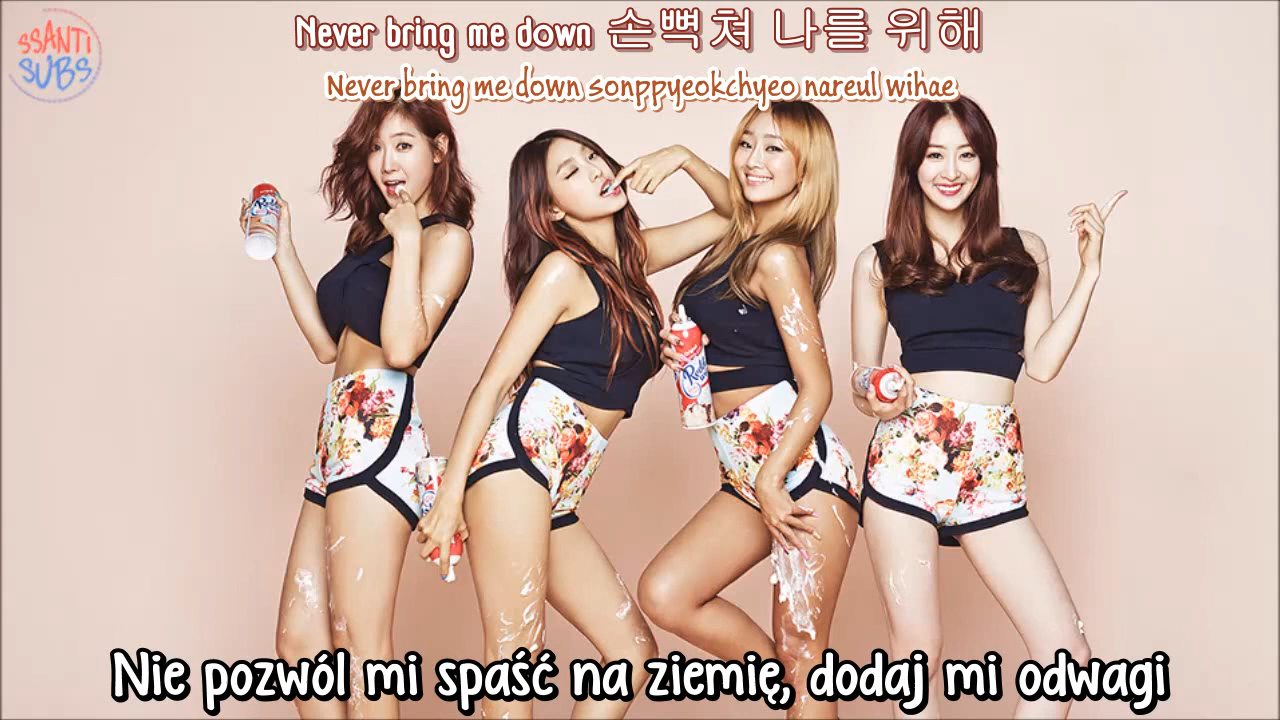 SSANTI
SUBS
Never bring me down 손뼉쳐 나를 위해
Never bring me down sonppyeokchyeo nareul wihae
Nie pozwól mi spaść na ziemię, dodaj mi odwagi